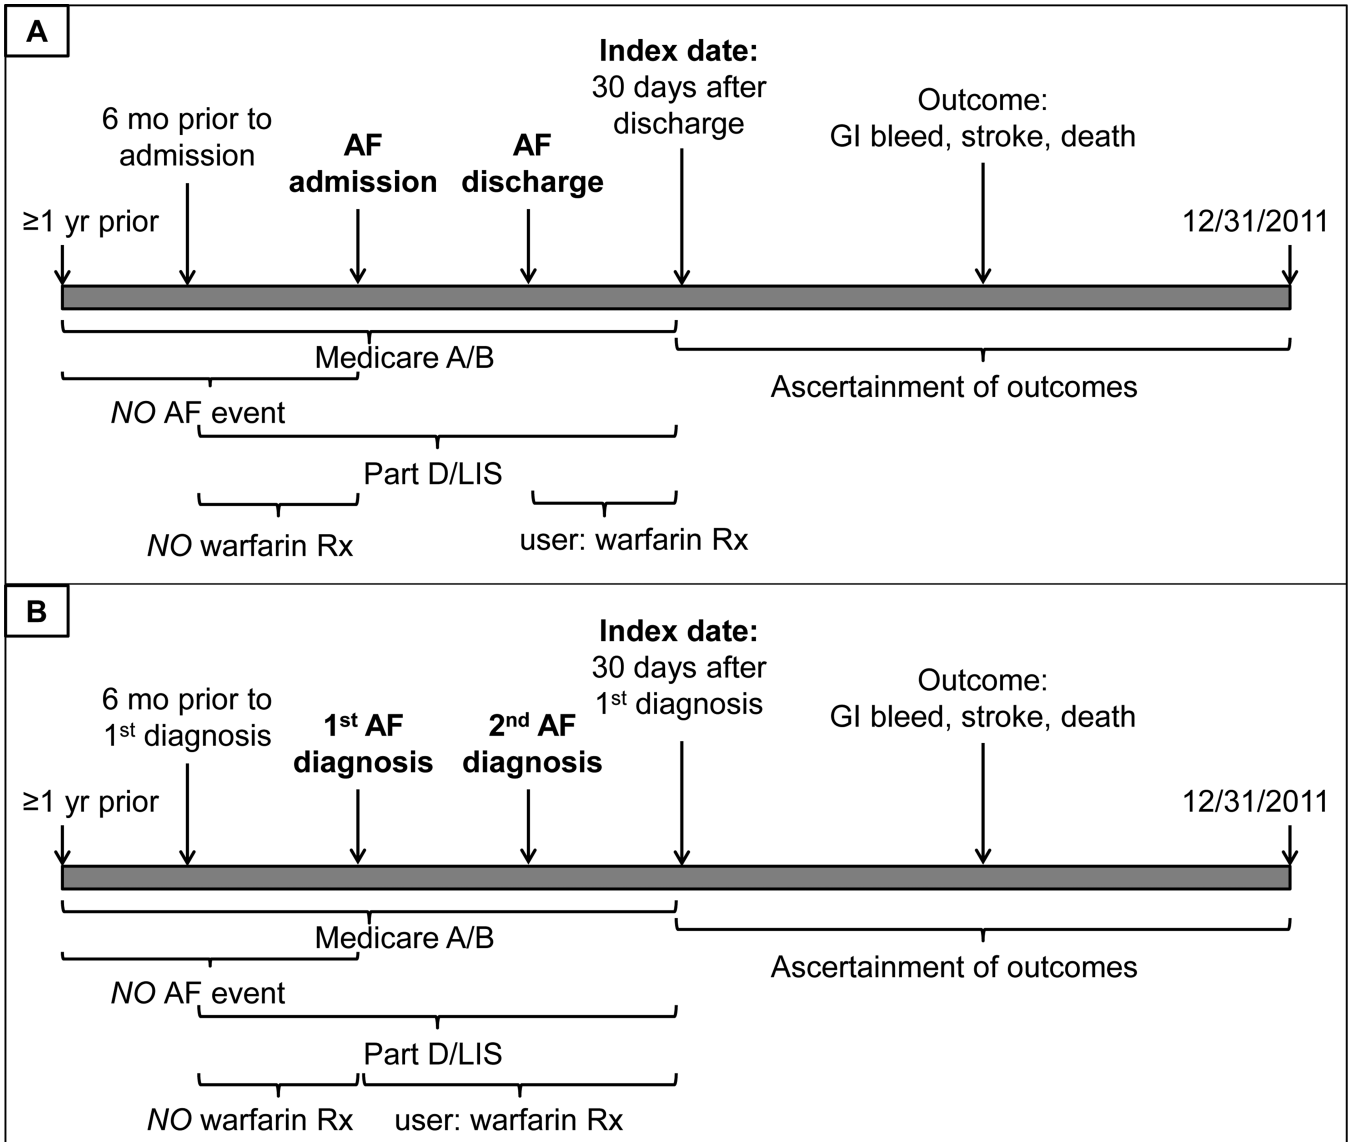 A
Index date:
30 days after
discharge
Outcome:
GI bleed, stroke, death
6 mo prior to
admission
AF
admission
AF
discharge
≥1 yr prior
12/31/2011
Medicare A/B
Ascertainment of outcomes
NO AF event
Part D/LIS
NO warfarin Rx
user: warfarin Rx
B
Index date:
30 days after
1st diagnosis
Outcome:
GI bleed, stroke, death
6 mo prior to
1st diagnosis
1st AF
diagnosis
2nd AF
diagnosis
≥1 yr prior
12/31/2011
Medicare A/B
Ascertainment of outcomes
NO AF event
Part D/LIS
NO warfarin Rx
user: warfarin Rx